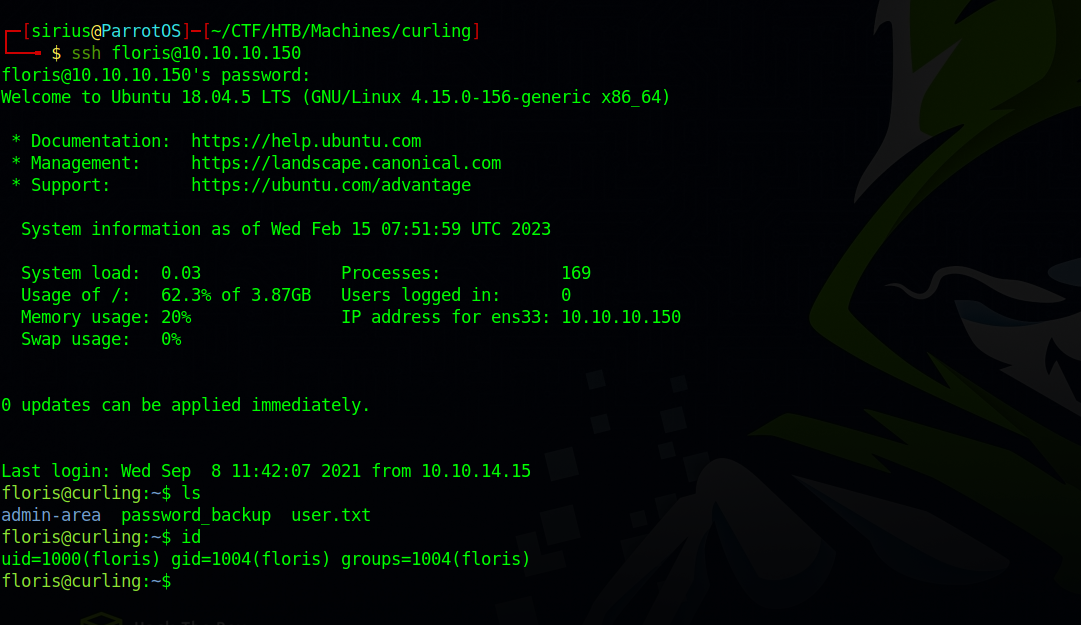 ┌─[sirius@ParrotOS]─[~/CTF/HTB/Machines/curling]
└──╼ $ ssh floris@10.10.10.150
floris@10.10.10.150's password:
Welcome to Ubuntu 18.04.5 LTS (GNU/Linux 4.15.0-156-generic x86_64)
 * Documentation:  https://help.ubuntu.com
 * Management:     https://landscape.canonical.com
 * Support:        https://ubuntu.com/advantage
  System information as of Wed Feb 15 07:51:59 UTC 2023
  System load:  0.03              Processes:            169
  Usage of /:   62.3% of 3.87GB   Users logged in:      0
  Memory usage: 20%               IP address for ens33: 10.10.10.150
  Swap usage:   0%
0 updates can be applied immediately.
Last login: Wed Sep  8 11:42:07 2021 from 10.10.14.15
floris@curling:~$ ls
admin-area  password_backup  user.txt
floris@curling:~$ id
uid=1000(floris) gid=1004(floris) groups=1004(floris)
floris@curling:~$